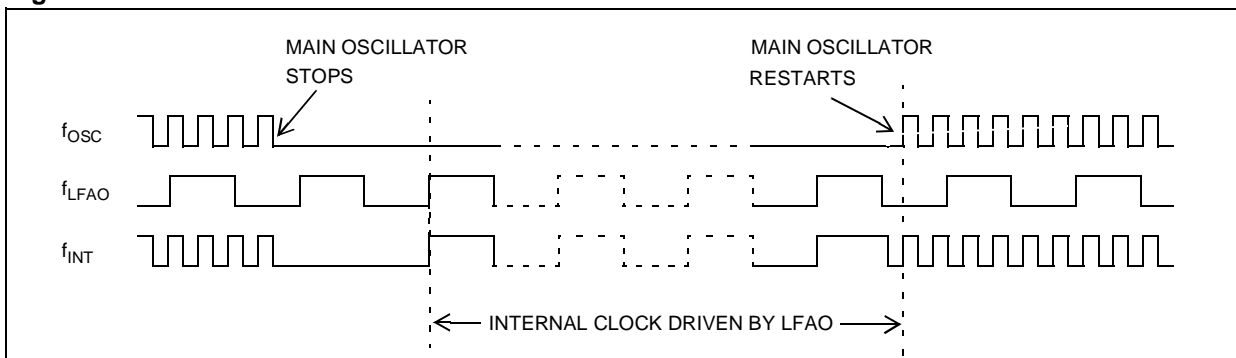 MAIN OSCILLATOR
STOPS
MAIN OSCILLATOR
RESTARTS
fOSC
fLFAO
fINT
INTERNAL CLOCK DRIVEN BY LFAO